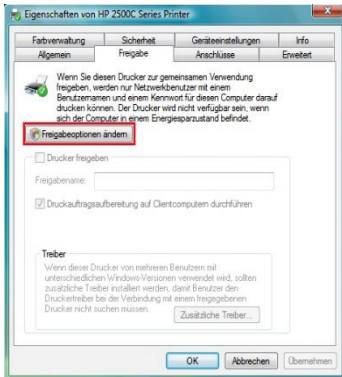 Eigenschaften von HP 2500C Series Printer
Farbverwaltung Sicherheit Geräteeinstellungen Info
Allgemein Freigabe Anschlüsse Erweitert
Wenn Sie diesen Drucker zur gemeinsamen Verwendung
freigeben, werden nur Netzwerkbenutzer mit einem
Benutzernamen und einem Kennwort für diesen Computer darauf
drucken können. Der Drucker wird nicht verfügbar sein, wenn
sich der Computer in einem Energiesparzustand befindet.
Freigabeoptionen ändern
Drucker freigeben
Freigabename:
Druckauftragsaufbereitung auf Clientcomputern durchführen
Treiber
Wenn dieser Drucker von mehreren Benutzern mit
unterschiedlichen Windows-Versionen verwendet wird, sollten
zusätzliche Treiber installiert werden, damit Benutzer den
Druckertreiber bei der Verbindung mit einem freigegebenen
Drucker nicht suchen müssen.
Zusätzliche Treiber...
OK Abbrechen Übernehmen